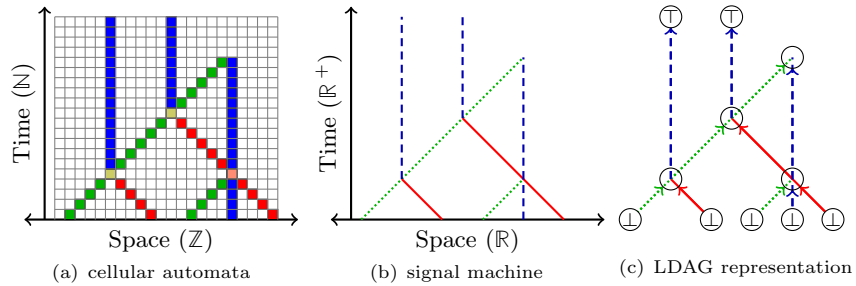 Time (ℕ)
Space (ℤ)
(a) cellular automata
Time (ℝ⁺)
Space (ℝ)
(b) signal machine
⊤ ⊤
⊥ ⊥ ⊥ ⊥ ⊥
(c) LDAG representation